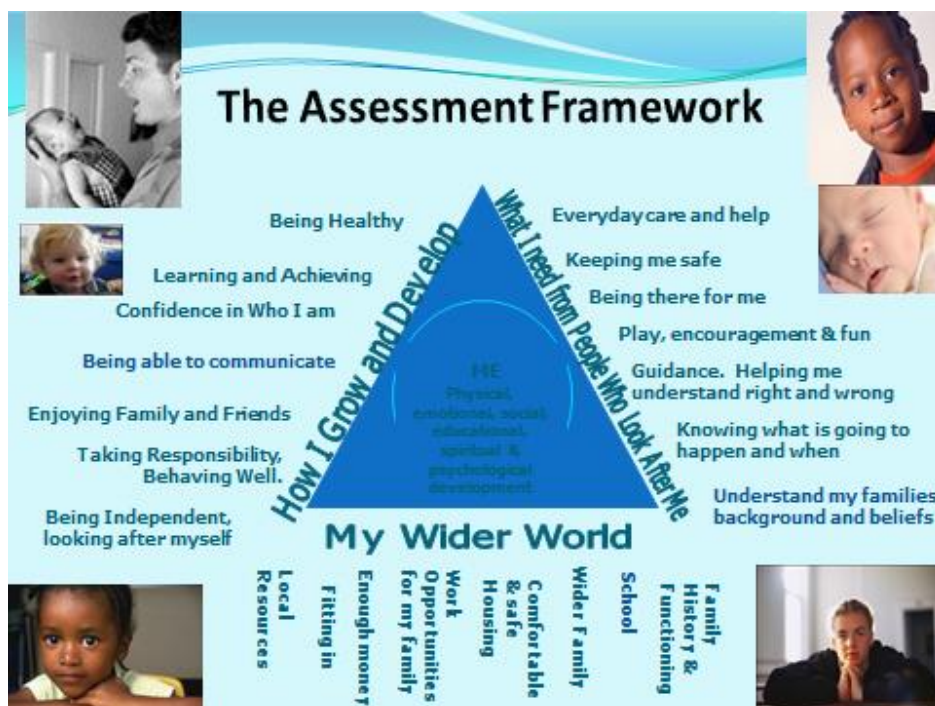 The Assessment Framework
Being Healthy
Learning and Achieving
Confidence in Who I am
Being able to communicate
Enjoying Family and Friends
Taking Responsibility,
Behaving Well.
Being Independent,
looking after myself
How I Grow and Develop
What I need from People Who Look After Me
Everyday care and help
Keeping me safe
Being there for me
Play, encouragement & fun
Guidance. Helping me
understand right and wrong
Knowing what is going to
happen and when
Understand my families
background and beliefs
ME
Physical,
emotional, social,
educational,
spiritual &
psychological
development
My Wider World
Local
Resources
Fitting in
Enough money
Work
Opportunities
for my family
Comfortable
& safe
Housing
Wider Family
School
Family
History &
Functioning